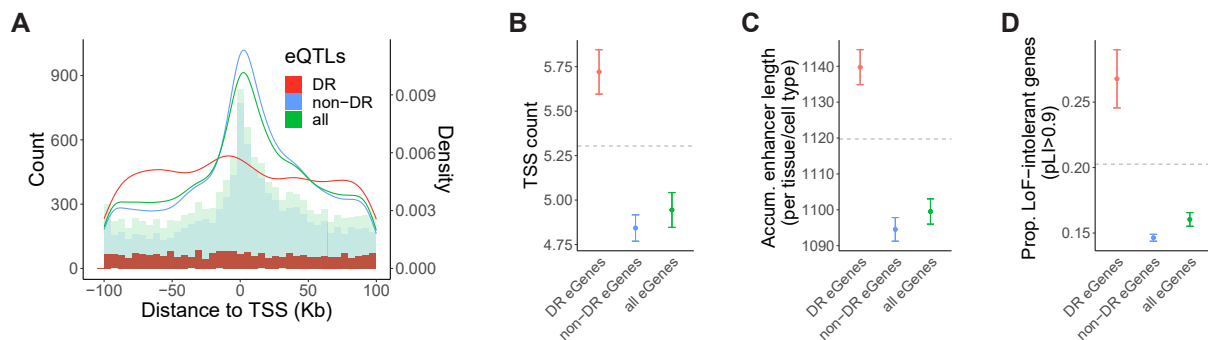 A
Count
900
600
300
0
eQTLs
DR
non-DR
all
0.009
0.006
0.003
0.000
Density
−100
−50
0
50
100
Distance to TSS (Kb)
B
TSS count
5.75
5.50
5.25
5.00
4.75
DR eGenes
non−DR eGenes
all eGenes
C
Accum. enhancer length
(per tissue/cell type)
1140
1130
1120
1110
1100
1090
DR eGenes
non−DR eGenes
all eGenes
D
Prop. LoF−intolerant genes
(pLI>0.9)
0.25
0.20
0.15
DR eGenes
non−DR eGenes
all eGenes